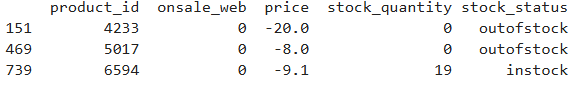 product_id onsale_web price stock_quantity stock_status
151 4233 0 -20.0 0 outofstock
469 5017 0 -8.0 0 outofstock
739 6594 0 -9.1 19 instock